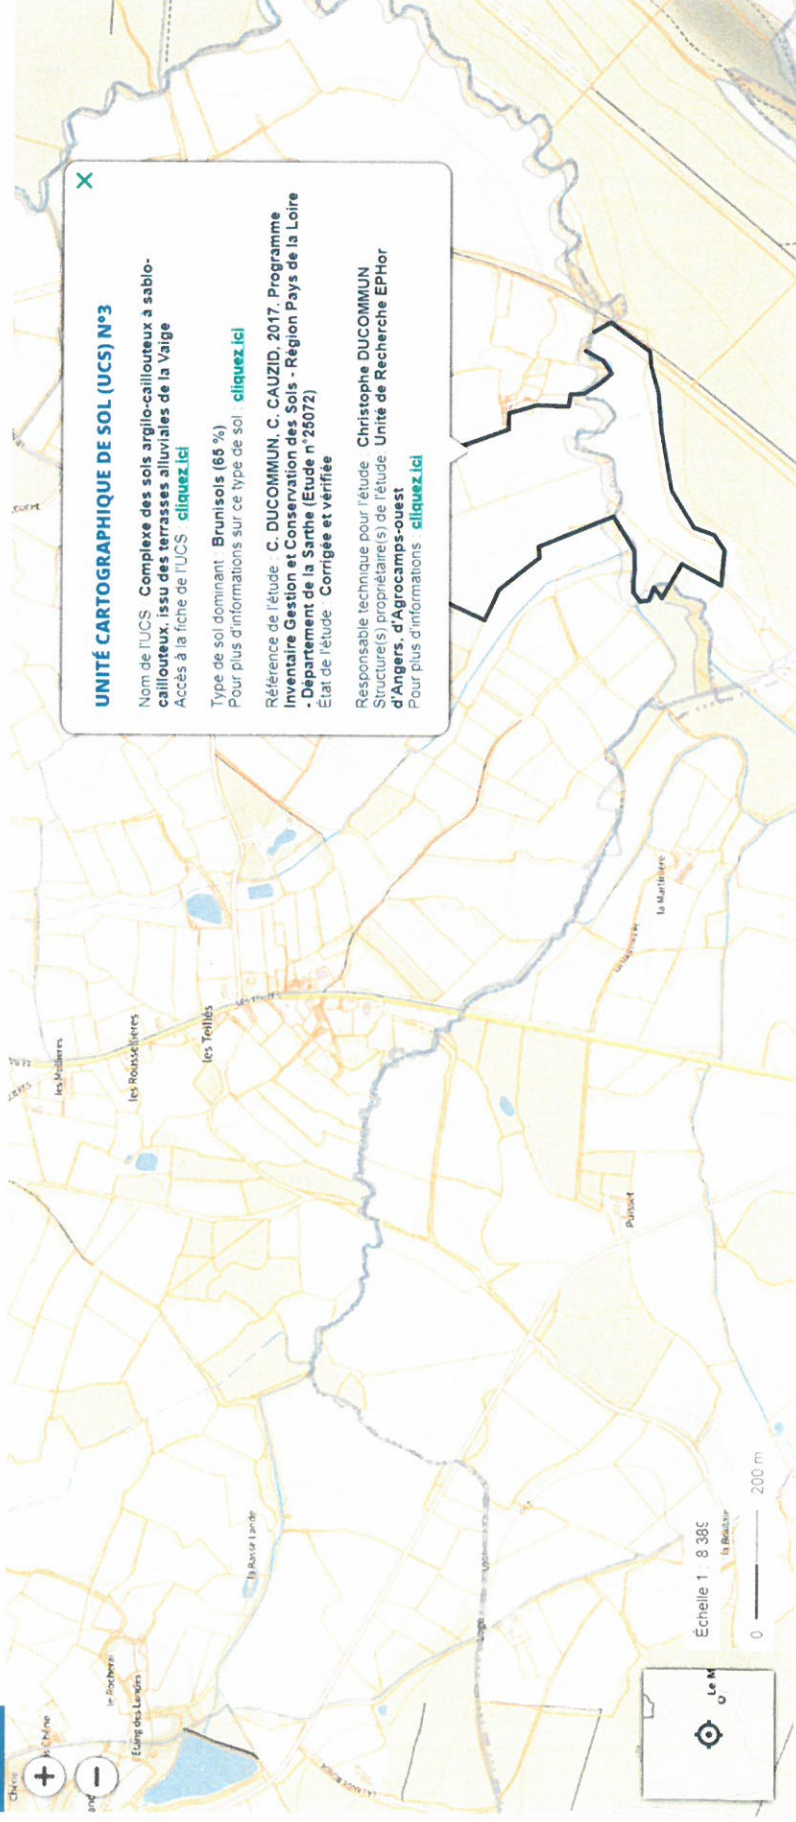 UNITÉ CARTOGRAPHIQUE DE SOL (UCS) N°3
Nom de l'UCS : Complexe des sols argilo-caillouteux à sablo-
caillouteux, issu des terrasses alluviales de la Vaige
Accès à la fiche de l'UCS : cliquez ici
Type de sol dominant : Brunisols (65 %)
Pour plus d'informations sur ce type de sol : cliquez ici
Référence de l'étude : C. DUCOMMUN, C. CAUZID, 2017. Programme
Inventaire Gestion et Conservation des Sols - Région Pays de la Loire
- Département de la Sarthe (Etude n°25072)
État de l'étude : Corrigée et vérifiée
Responsable technique pour l'étude : Christophe DUCOMMUN
Structure(s) propriétaire(s) de l'étude: Unité de Recherche EPHor
d'Angers, d'Agrocamps-ouest
Pour plus d'informations : cliquez ici
les Molières
les Rousselières
les Teillés
la Martinière
Puisset
la Basse Lande
le Rocheral
Étang des Landes
Échelle 1 : 8 389
0 200 m
Le M
+
−